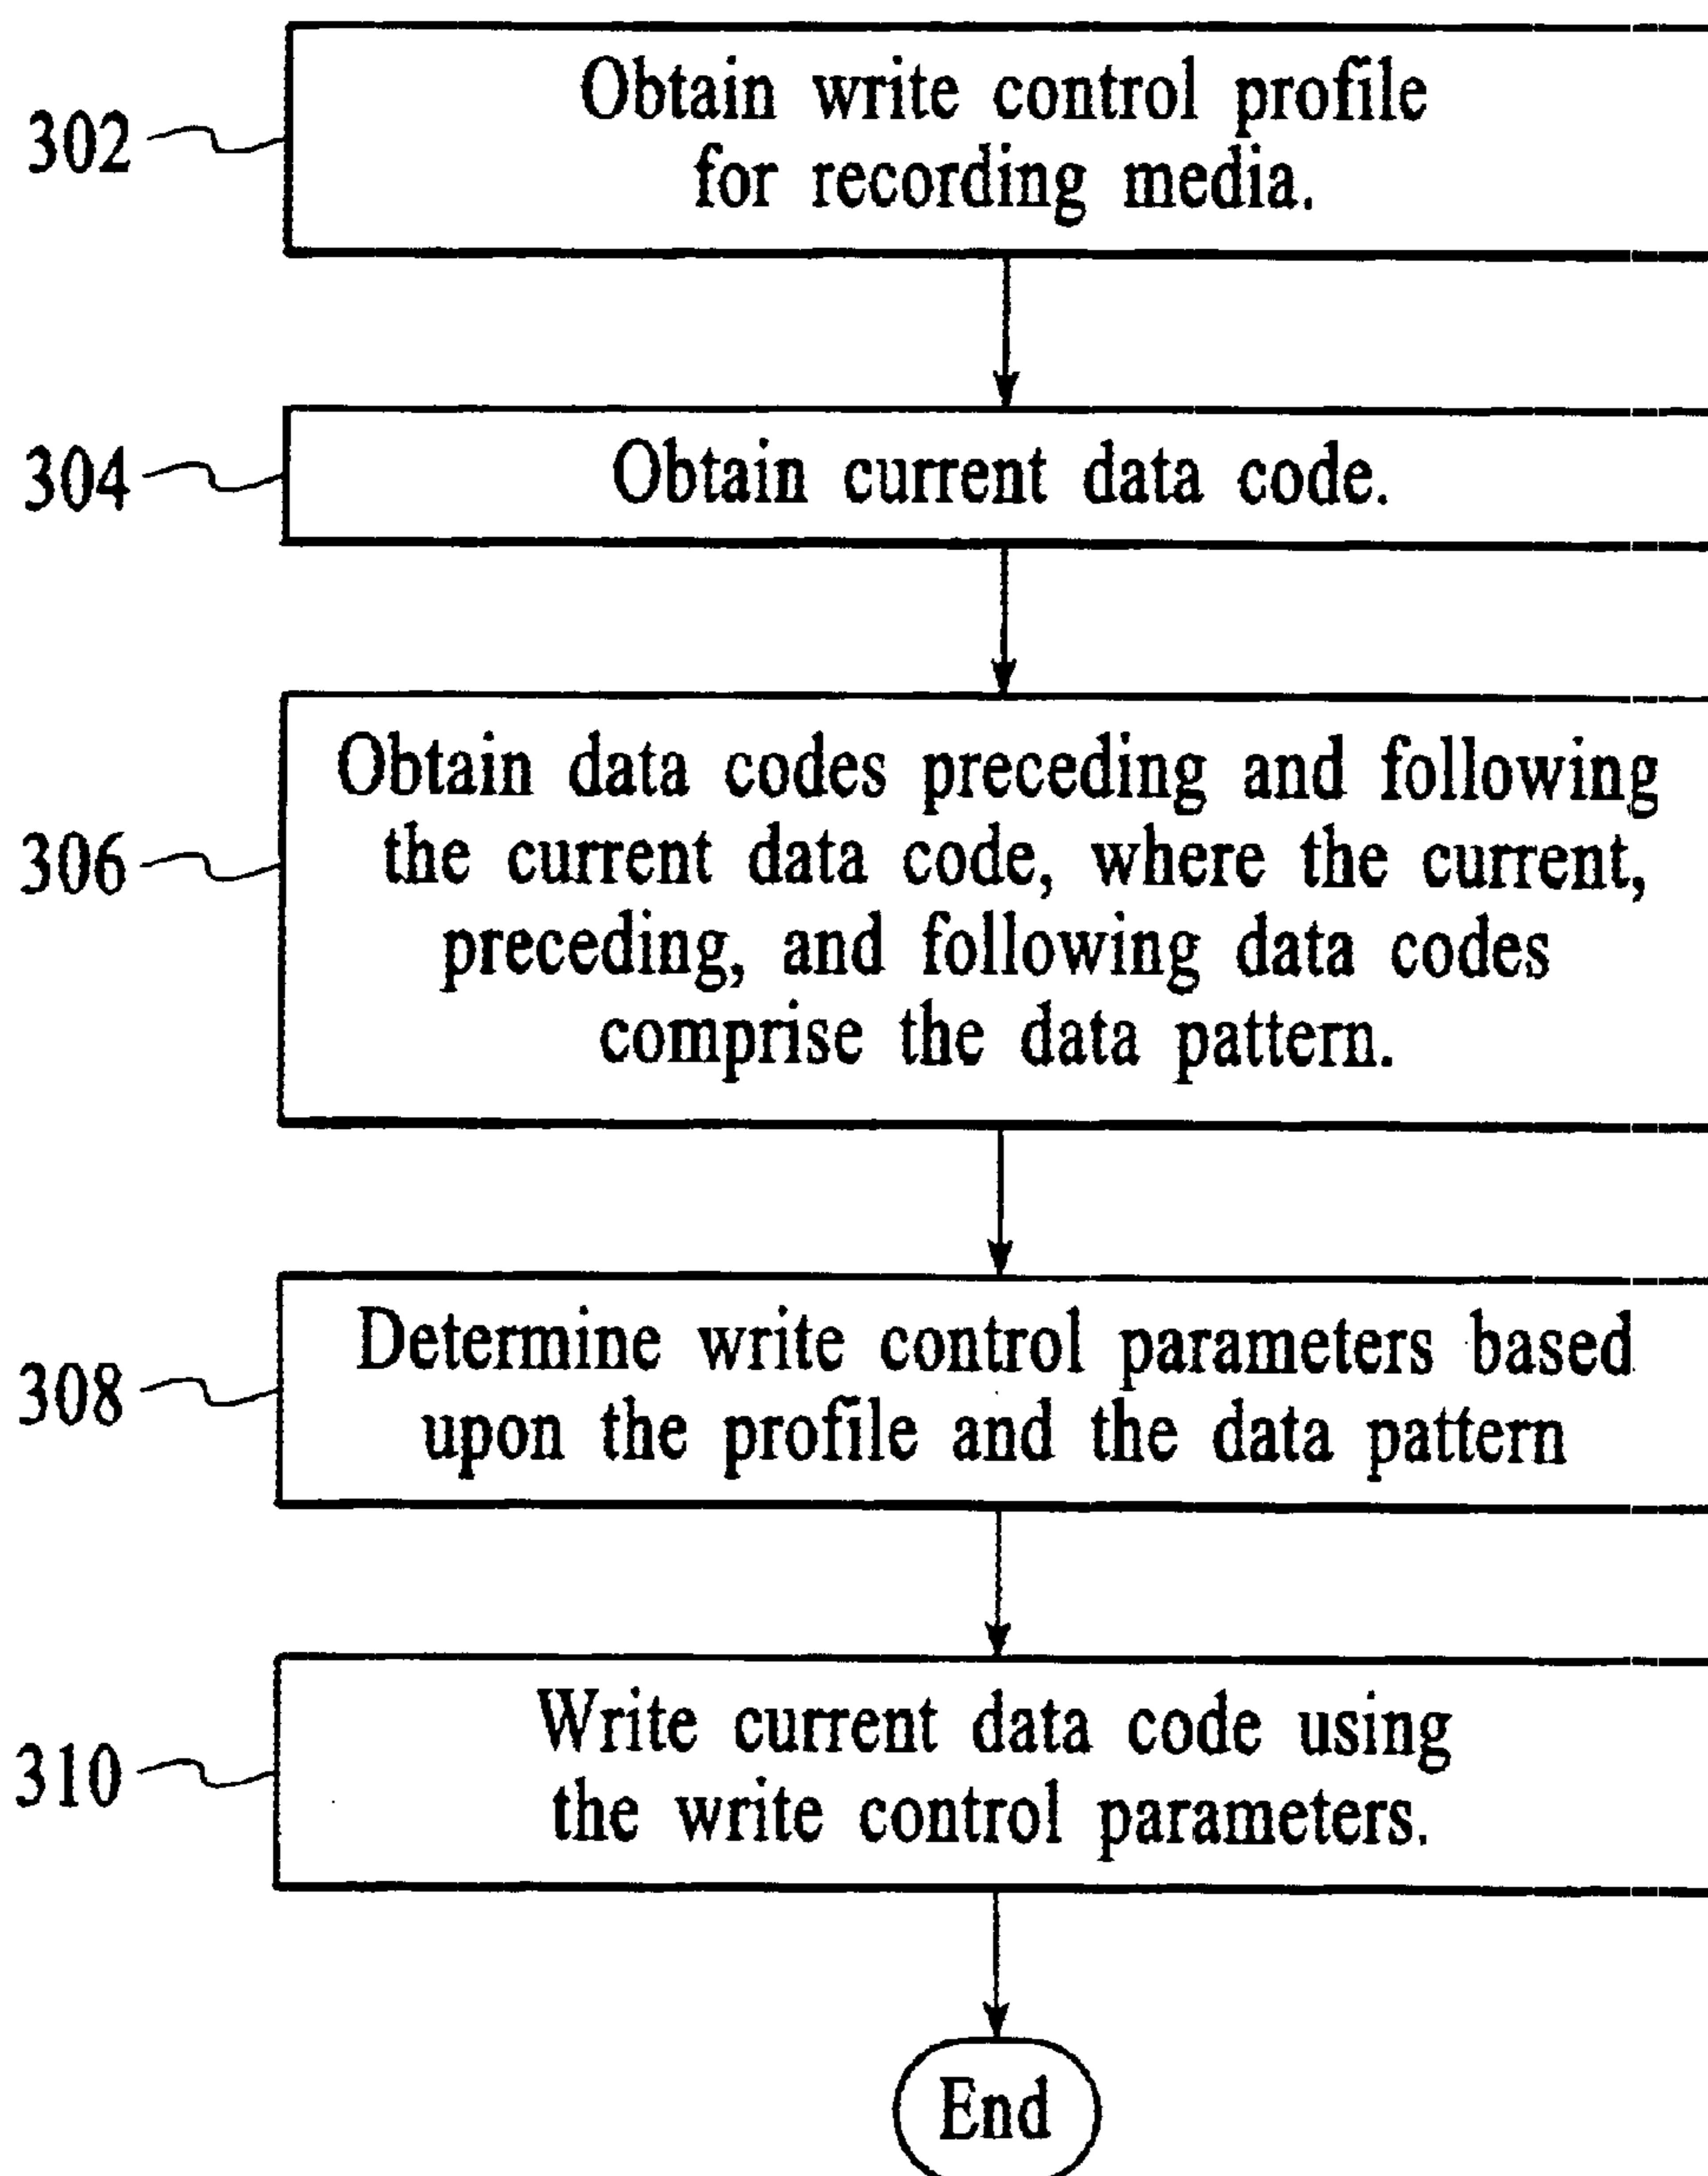 302
Obtain write control profile
for recording media.
304
Obtain current data code.
306
Obtain data codes preceding and following
the current data code, where the current,
preceding, and following data codes
comprise the data pattern.
308
Determine write control parameters based
upon the profile and the data pattern
310
Write current data code using
the write control parameters.
End